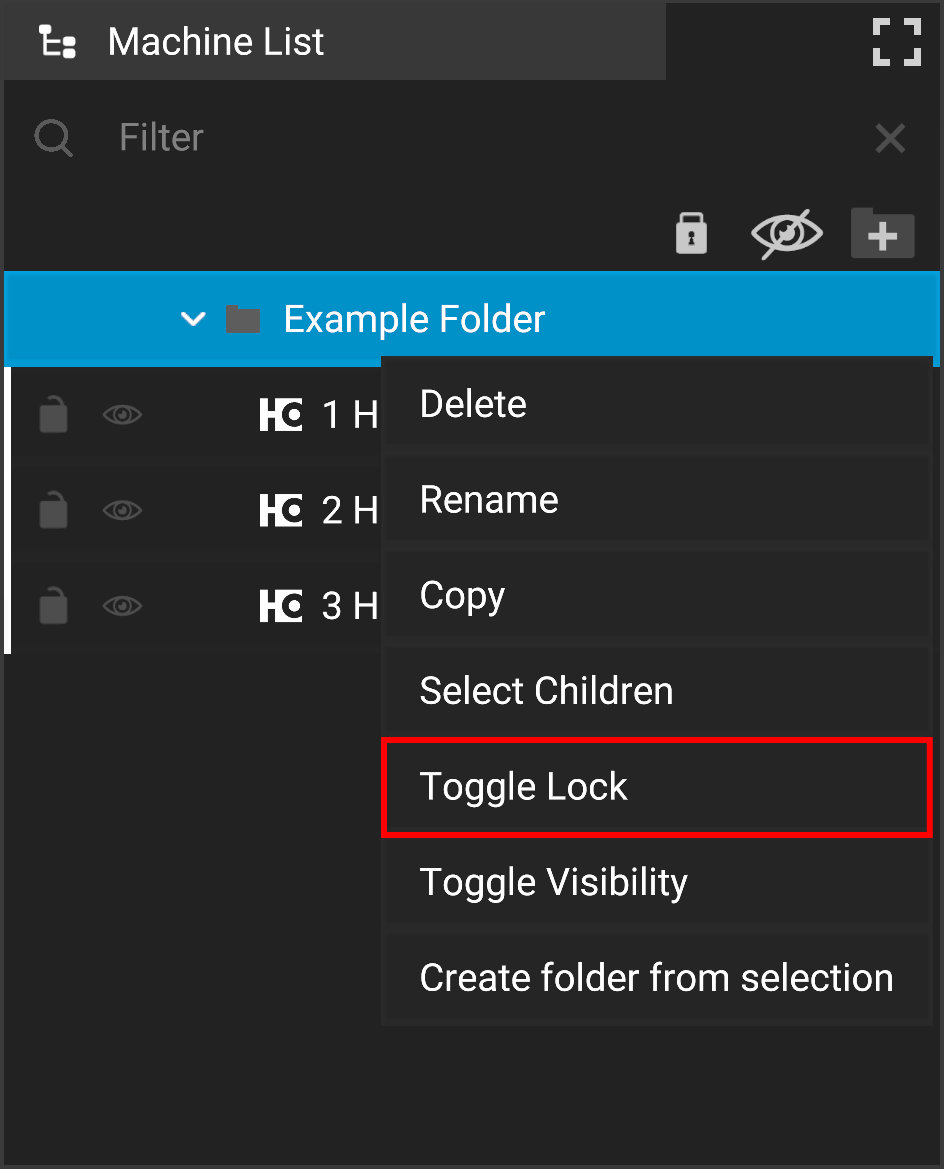 Machine List
Filter
Example Folder
1 H
2 H
3 H
Delete
Rename
Copy
Select Children
Toggle Lock
Toggle Visibility
Create folder from selection